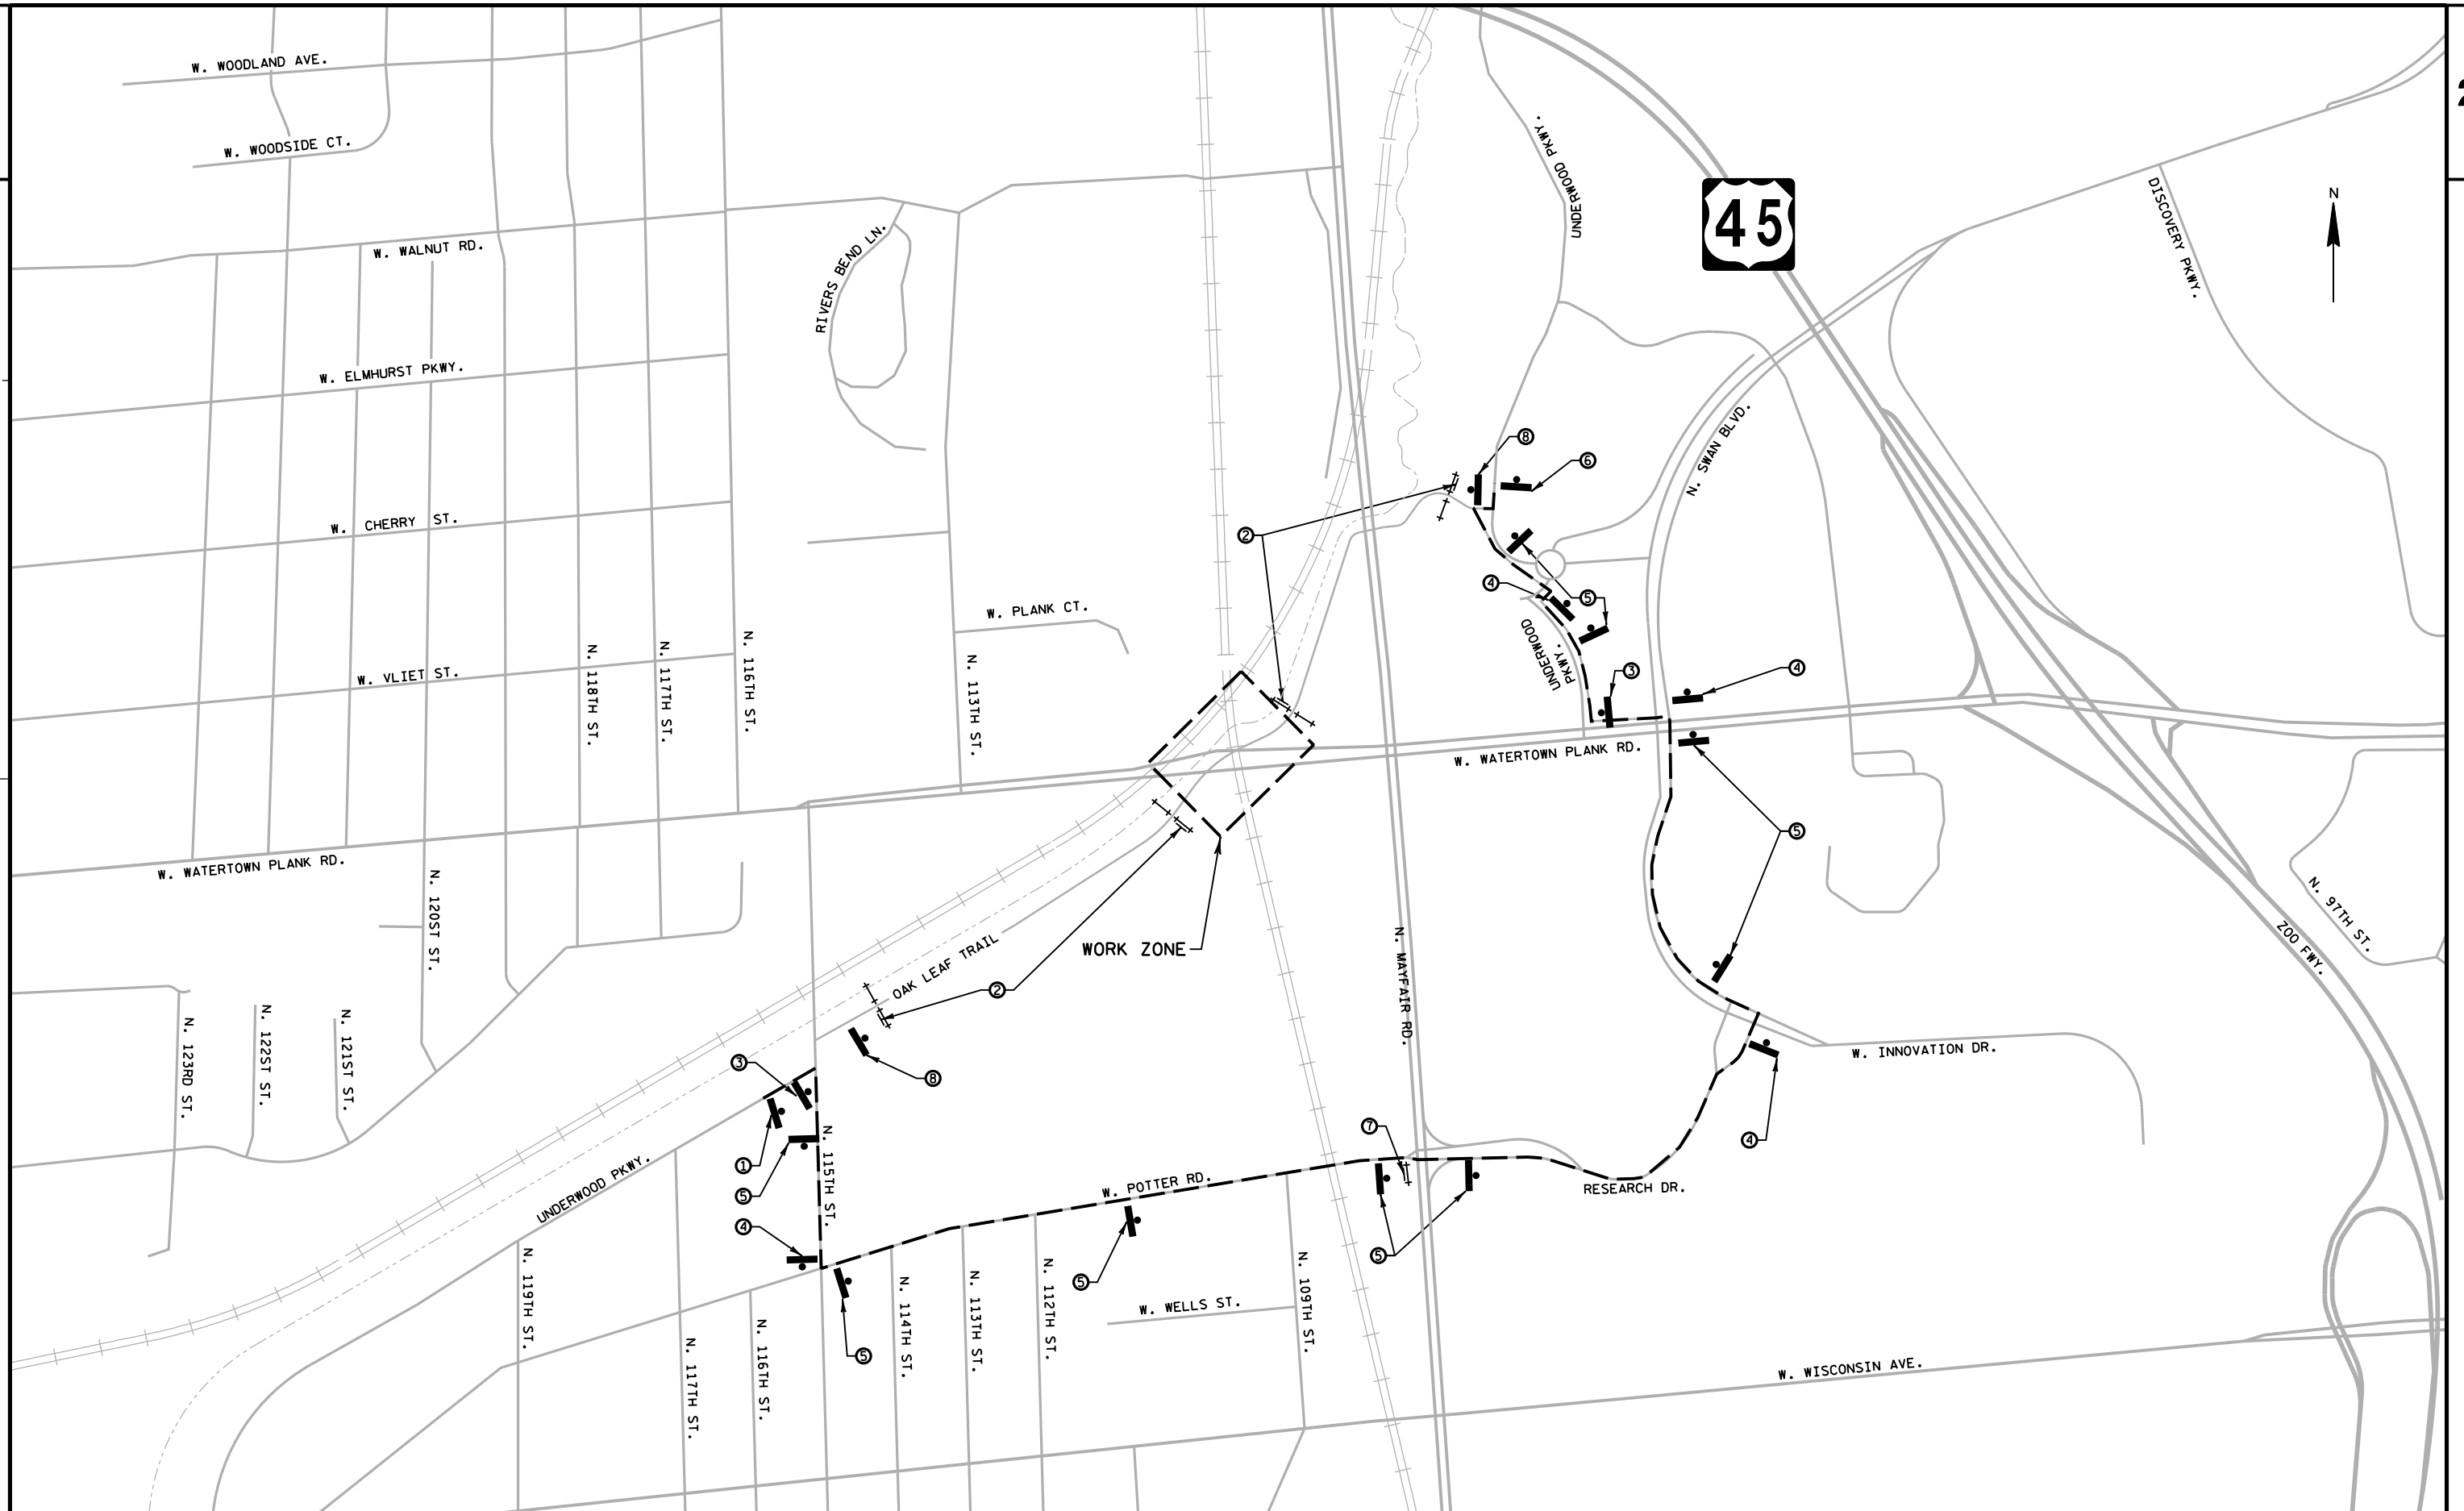 W. WOODLAND AVE.
W. WOODSIDE CT.
UNDERWOOD PKWY.
45
DISCOVERY PKWY.
N
W. WALNUT RD.
RIVERS BEND LN.
W. ELMHURST PKWY.
N. SWAN BLVD.
8
6
W. CHERRY ST.
2
4
5
W. PLANK CT.
UNDERWOOD
PKWY.
N. 118TH ST.
N. 117TH ST.
N. 116TH ST.
N. 113TH ST.
W. VLIET ST.
3
4
W. WATERTOWN PLANK RD.
5
W. WATERTOWN PLANK RD.
N. 120ST ST.
N. 97TH ST.
ZOO FWY.
N. MAYFAIR RD.
WORK ZONE
OAK LEAF TRAIL
2
N. 123RD ST.
N. 122ST ST.
N. 121ST ST.
W. INNOVATION DR.
3
8
7
4
1
5
N. 115TH ST.
UNDERWOOD PKWY.
W. POTTER RD.
RESEARCH DR.
4
5
5
N. 119TH ST.
N. 114TH ST.
N. 113TH ST.
N. 112TH ST.
N. 109TH ST.
W. WELLS ST.
5
N. 117TH ST.
N. 116TH ST.
W. WISCONSIN AVE.